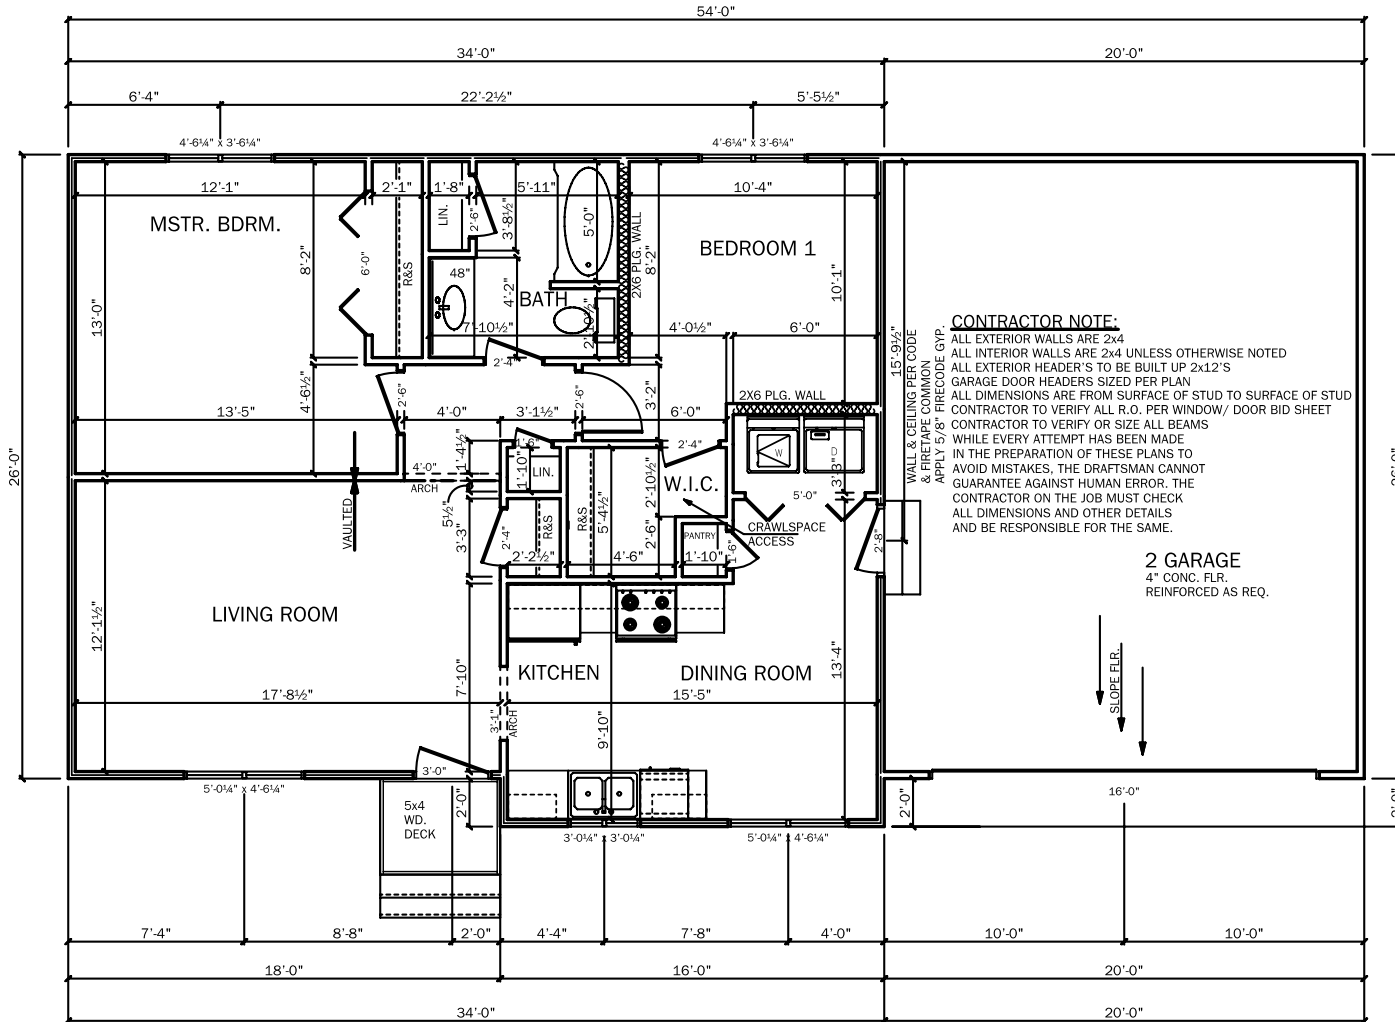 54'-0"
34'-0"
20'-0"
6'-4"
22'-2½"
5'-5½"
4'-6¼" x 3'-6¼"
4'-6¼" x 3'-6¼"
12'-1"
2'-1"
1'-8"
5'-11"
10'-4"
MSTR. BDRM.
LIN.
2'-6"
3'-8½"
5'-0"
2X6 PLG. WALL
8'-2"
BEDROOM 1
8'-2"
6'-0"
R&S
48"
4'-2"
BATH
10'-1"
13'-0"
7'-10½"
4'-0½"
6'-0"
15'-9½"
WALL & CEILING PER CODE
& FIRETAPE COMMON
APPLY 5/8" FIRECODE GYP.
CONTRACTOR NOTE:
ALL EXTERIOR WALLS ARE 2x4
ALL INTERIOR WALLS ARE 2x4 UNLESS OTHERWISE NOTED
ALL EXTERIOR HEADER'S TO BE BUILT UP 2x12'S
GARAGE DOOR HEADERS SIZED PER PLAN
ALL DIMENSIONS ARE FROM SURFACE OF STUD TO SURFACE OF STUD
CONTRACTOR TO VERIFY ALL R.O. PER WINDOW/ DOOR BID SHEET
CONTRACTOR TO VERIFY OR SIZE ALL BEAMS
WHILE EVERY ATTEMPT HAS BEEN MADE
IN THE PREPARATION OF THESE PLANS TO
AVOID MISTAKES, THE DRAFTSMAN CANNOT
GUARANTEE AGAINST HUMAN ERROR. THE
CONTRACTOR ON THE JOB MUST CHECK
ALL DIMENSIONS AND OTHER DETAILS
AND BE RESPONSIBLE FOR THE SAME.
2'-4"
4'-6½"
2'-6"
2'-6"
3'-2"
2X6 PLG. WALL
13'-5"
4'-0"
3'-1½"
6'-0"
26'-0"
1'-6"
2'-4"
W
D
4'-0"
ARCH
1'-4½"
1'-10"
LIN.
2'-10½"
W.I.C.
3'-3"
5'-0"
VAULTED
5½"
3'-3"
2'-4"
R&S
R&S
5'-4½"
2'-6"
CRAWLSPACE
ACCESS
PANTRY
1'-6"
2'-8"
2'-2½"
4'-6"
1'-10"
2 GARAGE
4" CONC. FLR.
REINFORCED AS REQ.
LIVING ROOM
12'-1½"
KITCHEN
DINING ROOM
13'-4"
SLOPE FLR.
7'-10"
17'-8½"
15'-5"
3'-1"
ARCH
9'-10"
3'-0"
5'-0¼" x 4'-6¼"
2'-0"
5x4
WD.
DECK
3'-0¼" x 3'-0¼"
5'-0¼" x 4'-6¼"
2'-0"
16'-0"
7'-4"
8'-8"
2'-0"
4'-4"
7'-8"
4'-0"
10'-0"
10'-0"
18'-0"
16'-0"
20'-0"
34'-0"
20'-0"